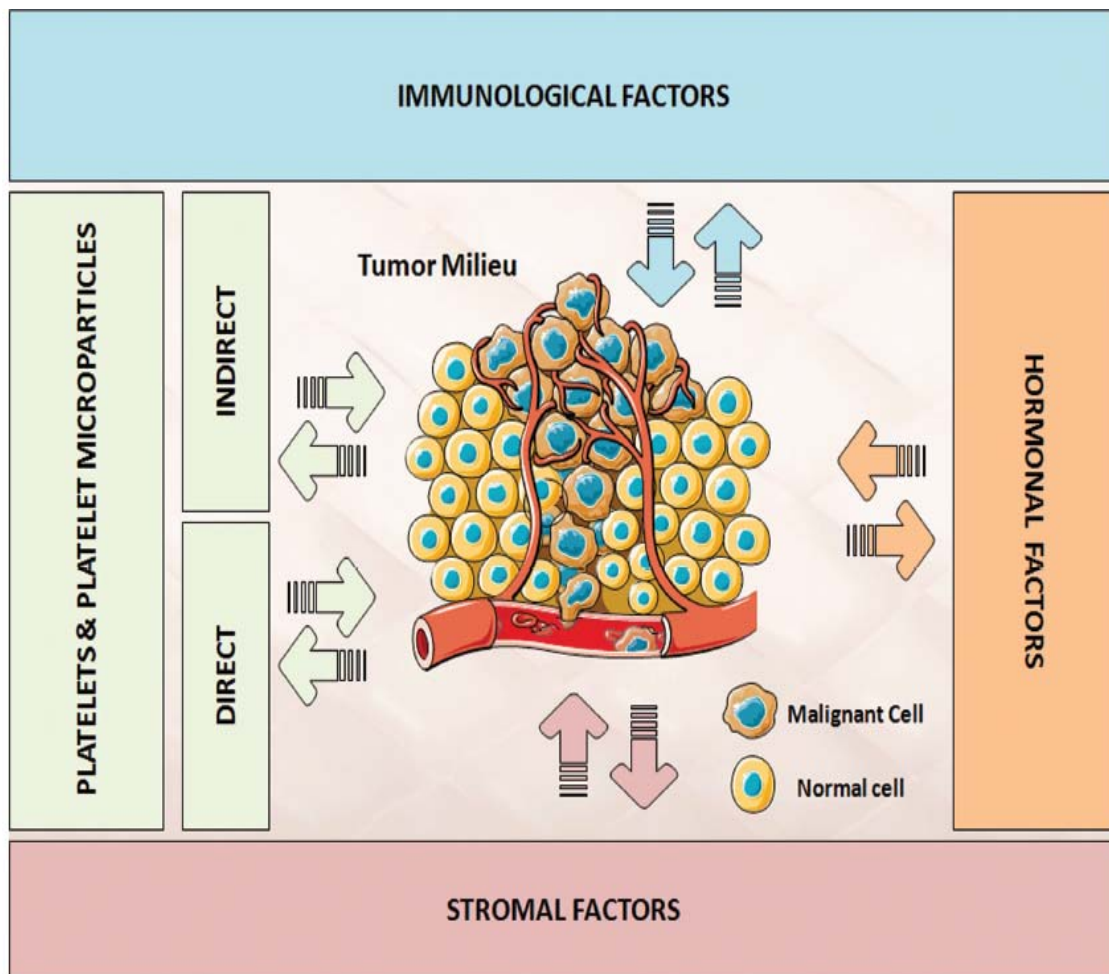 IMMUNOLOGICAL FACTORS
PLATELETS & PLATELET MICROPARTICLES
INDIRECT
DIRECT
Tumor Milieu
HORMONAL FACTORS
Malignant Cell
Normal cell
STROMAL FACTORS